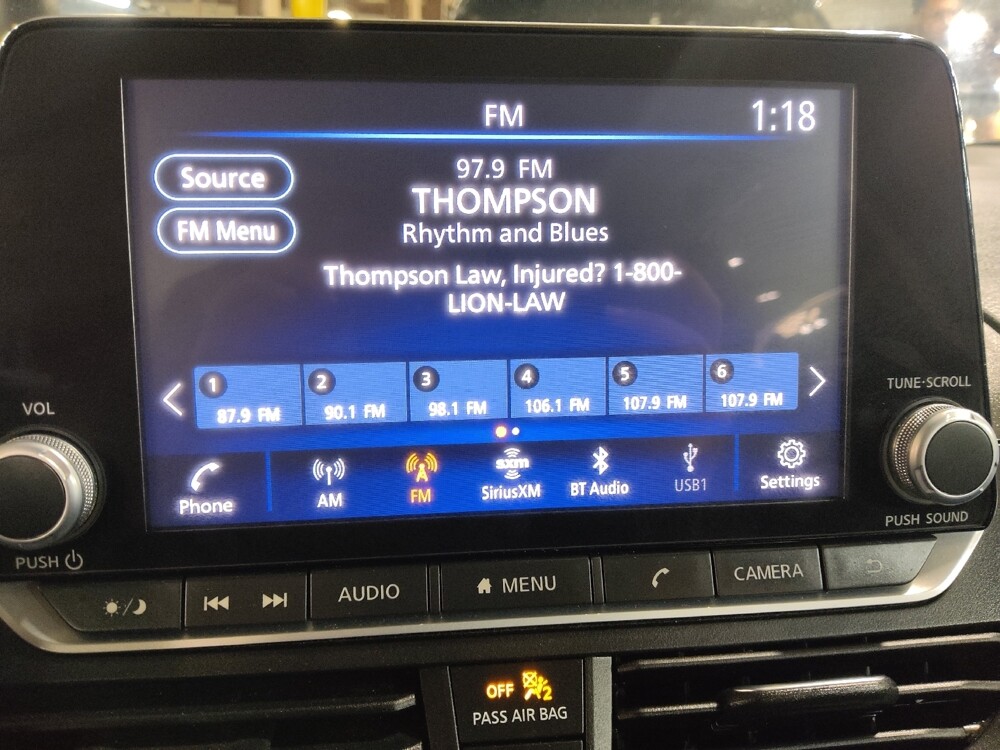 FM
1:18
Source
FM Menu
97.9 FM
THOMPSON
Rhythm and Blues
Thompson Law, Injured? 1-800-
LION-LAW
1
87.9 FM
2
90.1 FM
3
98.1 FM
4
106.1 FM
5
107.9 FM
6
107.9 FM
Phone
AM
FM
sxm
SiriusXM
BT Audio
USB1
Settings
VOL
PUSH
TUNE·SCROLL
PUSH SOUND
AUDIO
MENU
CAMERA
OFF 2
PASS AIR BAG